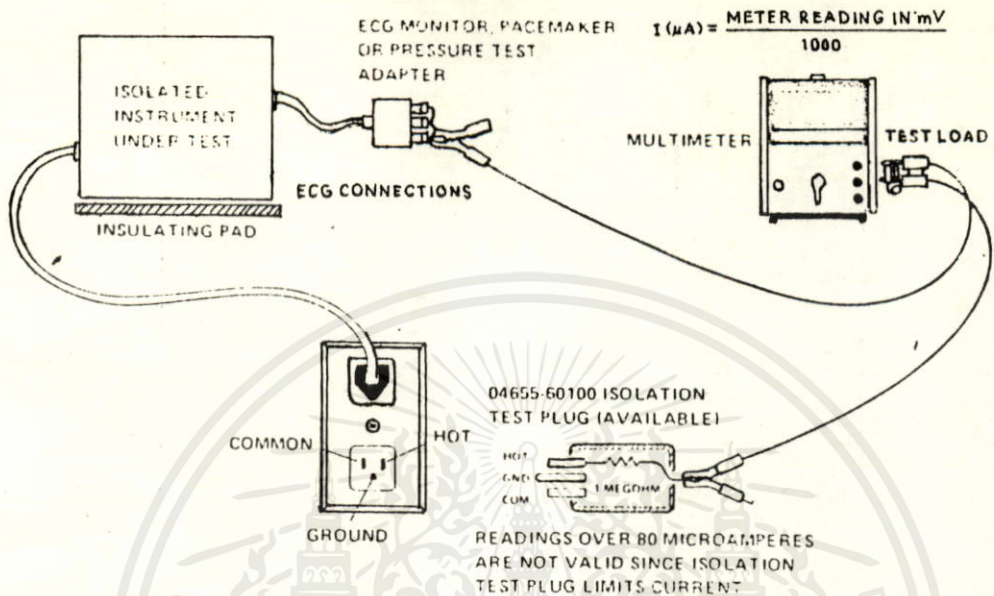 ECG MONITOR, PACEMAKER
OR PRESSURE TEST
ADAPTER
I (μA) = METER READING IN mV
1000
ISOLATED
INSTRUMENT
UNDER TEST
MULTIMETER
TEST LOAD
ECG CONNECTIONS
INSULATING PAD
04655-60100 ISOLATION
TEST PLUG (AVAILABLE)
COMMON
HOT
HOT
GND
COM
1 MEGOHM
GROUND
READINGS OVER 80 MICROAMPERES
ARE NOT VALID SINCE ISOLATION
TEST PLUG LIMITS CURRENT